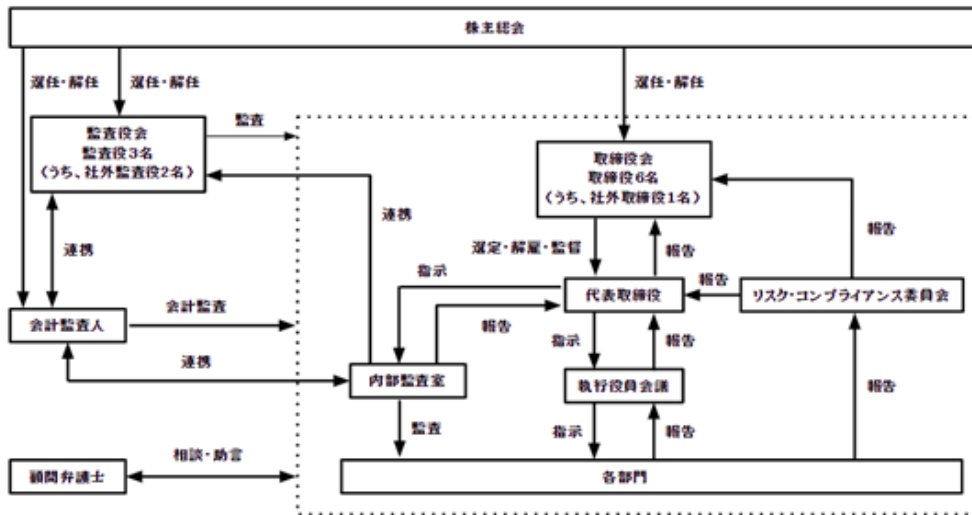 株主総会
選任・解任
選任・解任
選任・解任
監査役会
監査役3名
(うち、社外監査役2名)
監査
取締役会
取締役6名
(うち、社外取締役1名)
連携
連携
選定・解雇・監督
報告
報告
指示
代表取締役
報告
リスク・コンプライアンス委員会
会計監査人
会計監査
報告
指示
報告
連携
内部監査室
執行役員会議
報告
監査
指示
報告
相談・助言
顧問弁護士
各部門